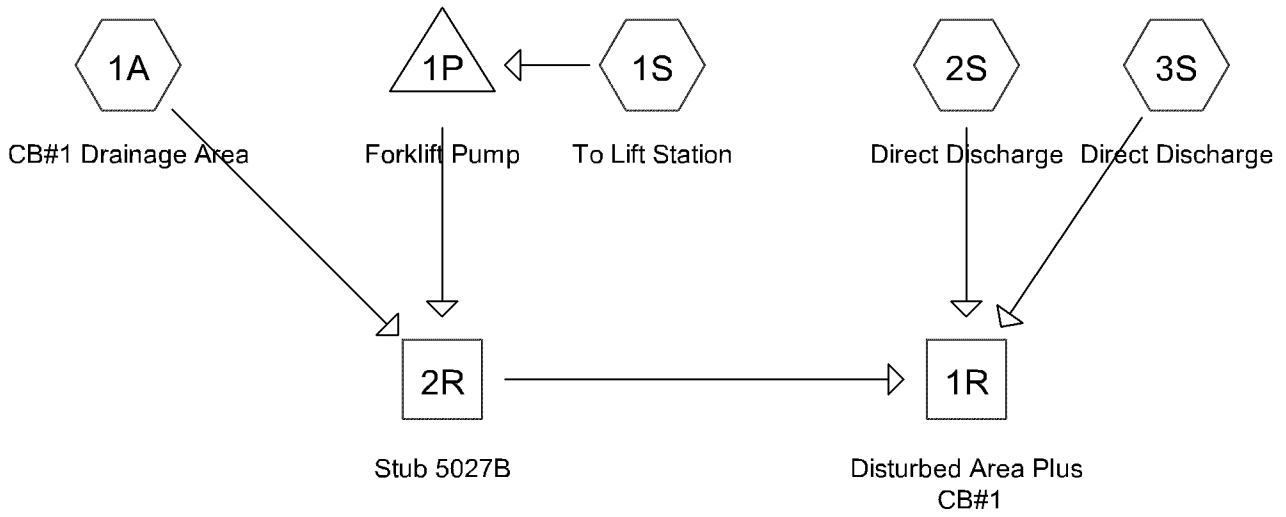 1A
1P
1S
2S
3S
CB#1 Drainage Area
Forklift Pump
To Lift Station
Direct Discharge
Direct Discharge
2R
1R
Stub 5027B
Disturbed Area Plus
CB#1